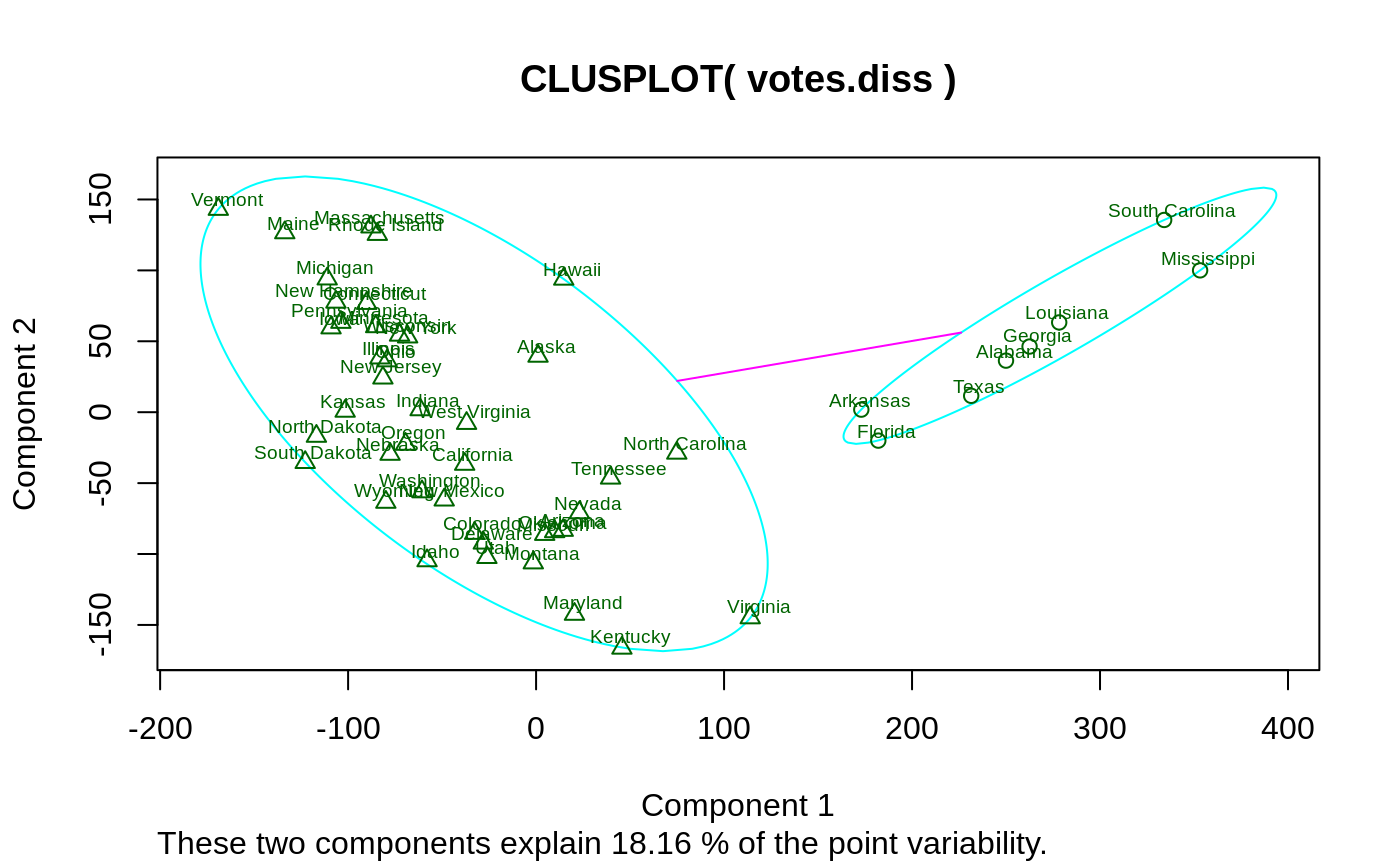 CLUSPLOT( votes.diss )
Component 2
150
50
0
-50
-150
Vermont
Maine
Massachusetts
Rhode Island
South Carolina
Mississippi
Michigan
Hawaii
New Hampshire
Connecticut
Pennsylvania
Iowa
Minnesota
Wisconsin
New York
Louisiana
Georgia
Alabama
Alaska
Illinois
Ohio
New Jersey
Texas
Kansas
Indiana
West Virginia
Arkansas
North Dakota
Oregon
Florida
South Dakota
Nebraska
California
North Carolina
Tennessee
Washington
Wyoming
New Mexico
Nevada
Colorado
Oklahoma
Missouri
Arizona
Delaware
Utah
Idaho
Montana
Maryland
Virginia
Kentucky
-200 -100 0 100 200 300 400
Component 1
These two components explain 18.16 % of the point variability.